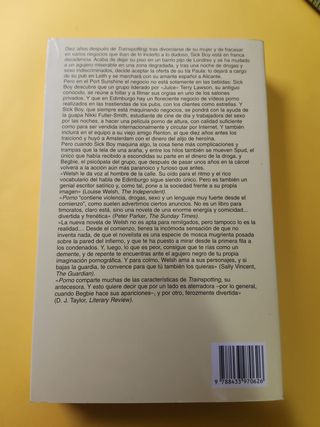 Diez años después de Trainspotting; tras divorciarse de su mujer y de fracasar
en varios negocios que iban de lo incierto a lo dudoso, Sick Boy está en franca
decadencia. Acaba de dejar su piso en un barrio pijo de Londres y se ha mudado
a un agujero miserable en una zona degradada, y tras una noche de drogas y
sexo indiscriminados, decide aceptar la oferta de su tía Paula: lo dejará a cargo
de su pub en Leith y se marchará con su amante español a Alicante.
Pero en el Port Sunshine el negocio no está solamente en las bebidas: Sick
Boy descubre que un grupo liderado por «Juice» Terry Lawson, su antiguo
conocido, se reúne a follar y a filmar sus orgías en uno de los salones
privados. Y que en Edimburgo hay un floreciente negocio de vídeos porno
realizados en las trastiendas de los pubs, con los clientes como estrellas. Y
Sick Boy, que siempre está maquinando negocios, se pondrá con la ayuda de la
guapa Nikki Fuller-Smith, estudiante de cine de día y trabajadora del sexo
por las noches, a hacer una película porno de altura, con calidad suficiente
como para ser vendida internacionalmente y circular por Internet. Y también
incluirá en el equipo a su viejo amigo Renton, al que diez años antes los
traicionó y huyó a Amsterdam con el dinero del alijo de heroína.
Pero cuando Sick Boy maquina algo, la cosa tiene más complicaciones y
trampas que la tela de una araña, y entre los hilos también se mueven Spud, el
único que había recibido a escondidas su parte en el dinero de la droga, y
Begbie, el psicópata del grupo, que después de pasar unos años en la cárcel
volverá a la acción aún más paranoico y furioso que antes.
«Welsh le da voz al hombre de la calle. Su oído para el ritmo y el rico
vocabulario del habla de Edimburgo sigue siendo único. Pero es también un
genial escritor satírico y, como tal, pone a la sociedad frente a su propia
imagen» (Louise Welsh, The Independent).
«Porno "contiene violencia, drogas, sexo y un lenguaje muy fuerte desde el
comienzo", como suelen advertirnos ciertos anuncios. No es un libro para
timoratos, claro está, sino una novela de una enorme energía y comicidad...
divertida y frenética» (Peter Parker, The Sunday Times).
«La nueva novela de Welsh no es apta para remilgados, pero tampoco lo es la
realidad... Desde el comienzo, tienes la incómoda sensación de que no
inventa nada, de que el novelista es una especie de mosca mugrienta posada
sobre la pared del infierno, y que te ha puesto a mirar desde la primera fila a
los condenados. Y, luego, lo que es peor, consigue que te rías como un
demente, y de repente te encuentras ante el agujero negro de tu propia
imaginación pornográfica. Y para colmo, Welsh ama a sus personajes, y si
bajas la guardia, te convence para que tú también los quieras» (Sally Vincent,
The Guardian).
«Porno comparte muchas de las características de Trainspotting, su
antecesora. Y esto quiere decir que por un lado es aterradora –por lo general,
cuando Begbie hace sus apariciones–, y por otro, ferozmente divertida»
(D. J. Taylor, Literary Review).
9 788433 970626